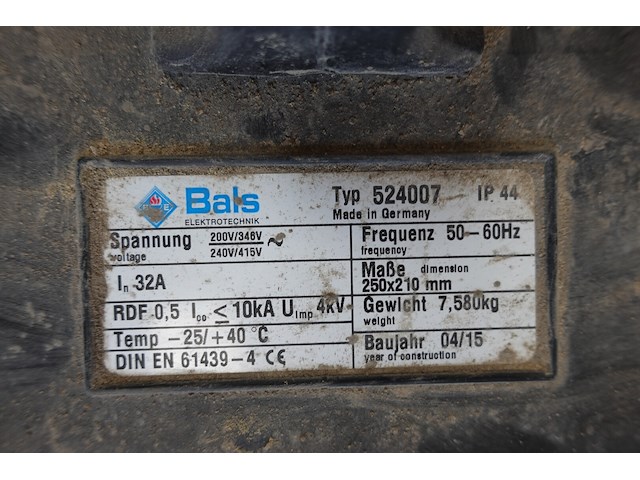 Bals
ELEKTROTECHNIK
Typ 524007 IP 44
Made in Germany
Spannung 200V/346V ~
voltage 240V/415V
Frequenz 50-60Hz
frequency
In 32A
Maße dimension
250x210 mm
RDF 0,5 Ico ≤ 10kA Uimp 4kV
Gewicht 7,580kg
weight
Temp -25/+40 °C
Baujahr 04/15
year of construction
DIN EN 61439-4 CE